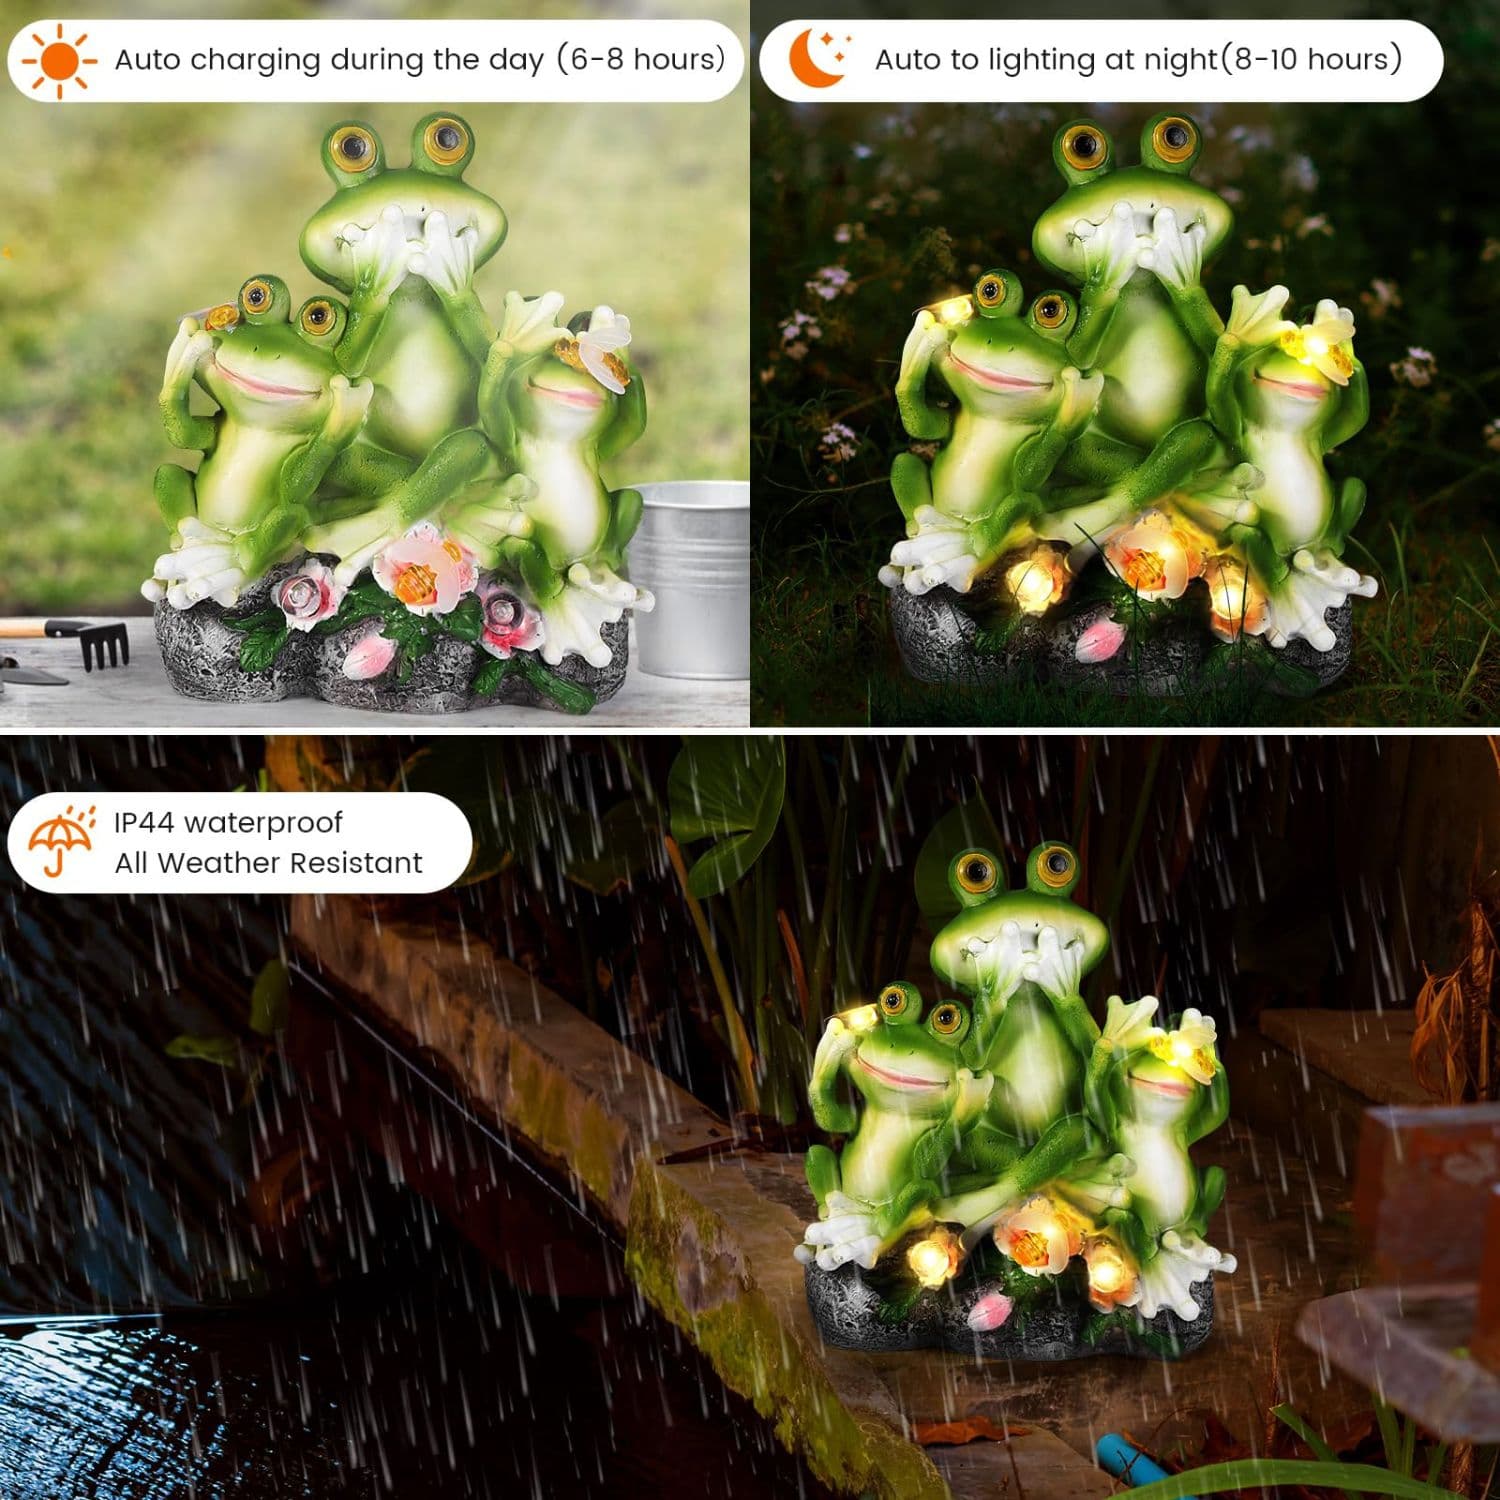 Auto charging during the day (6-8 hours)
Auto to lighting at night(8-10 hours)
IP44 waterproof
All Weather Resistant